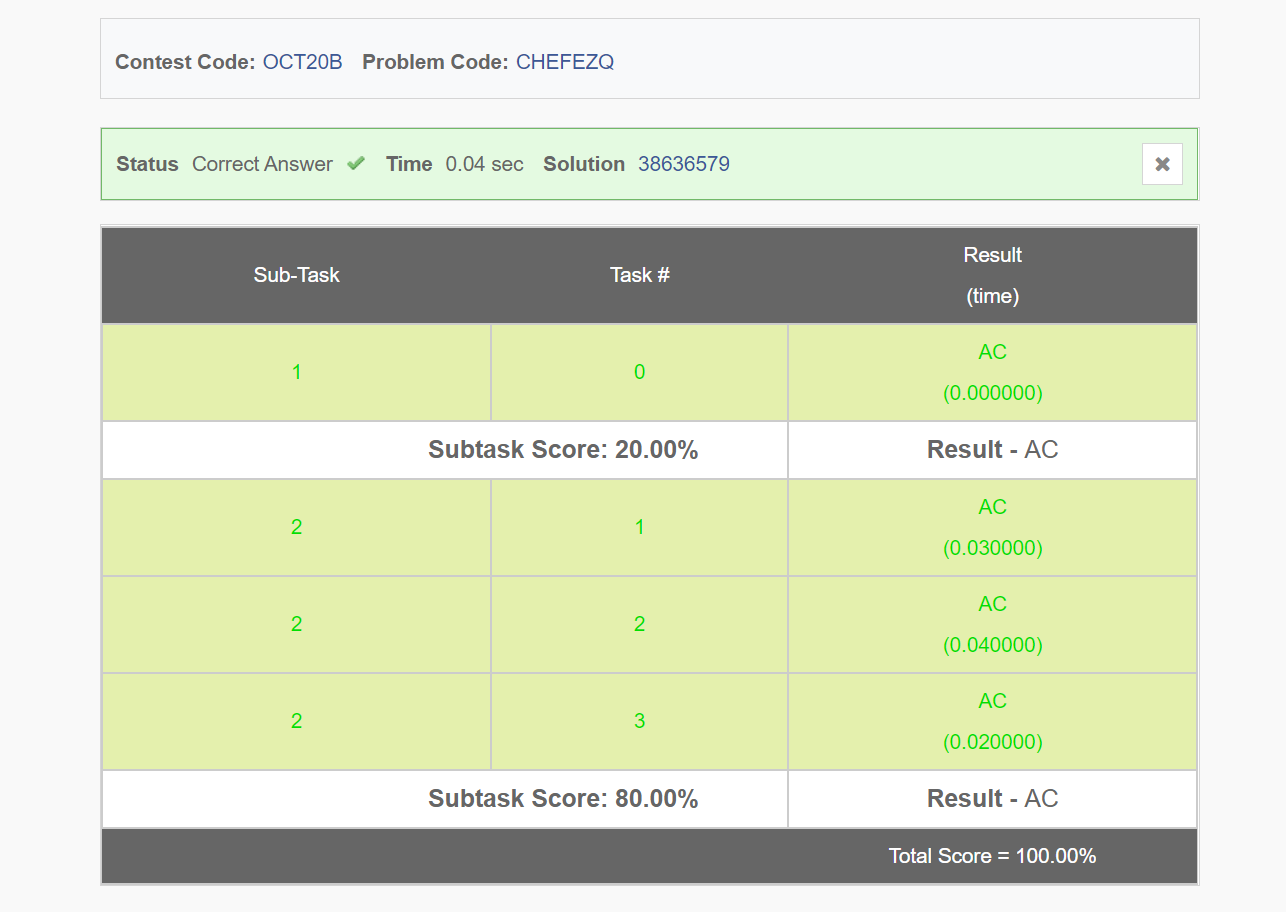 Contest Code: OCT20B Problem Code: CHEFEZQ
Status Correct Answer ✔ Time 0.04 sec Solution 38636579 ✖
Sub-Task Task # Result
(time)
1 0 AC
(0.000000)
Subtask Score: 20.00% Result - AC
2 1 AC
(0.030000)
2 2 AC
(0.040000)
2 3 AC
(0.020000)
Subtask Score: 80.00% Result - AC
Total Score = 100.00%